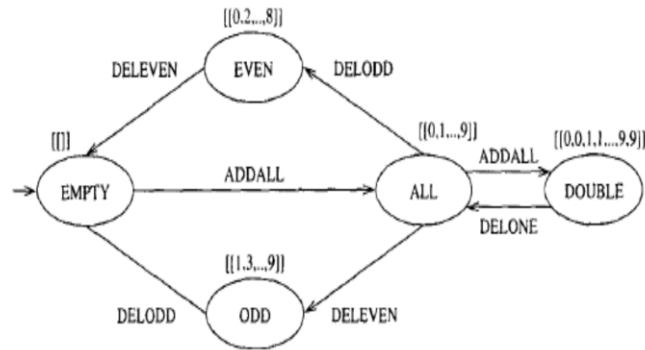 [[0,2,..,8]]
DELEVEN
EVEN
DELODD
[[]]
[[0,1,..,9]]
[[0,0,1,1,...,9,9]]
ADDALL
ADDALL
EMPTY
ALL
DOUBLE
DELONE
[[1,3,..,9]]
DELODD
ODD
DELEVEN